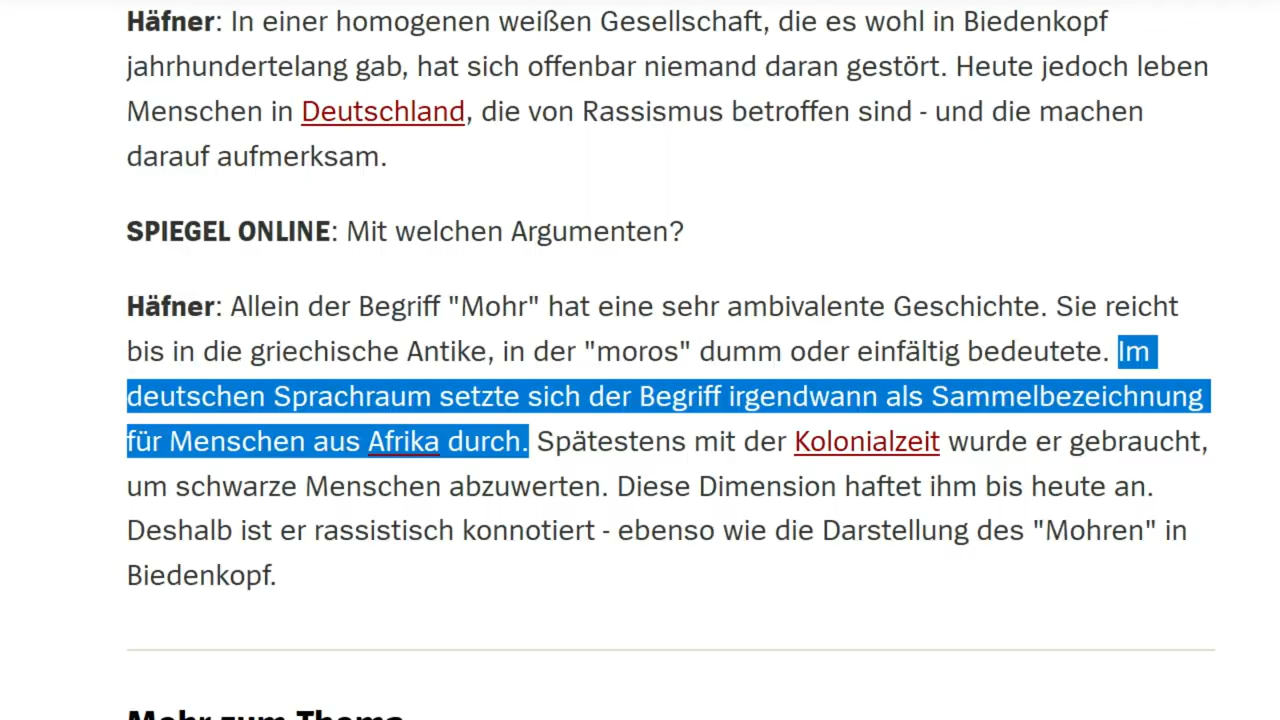 Häfner: In einer homogenen weißen Gesellschaft, die es wohl in Biedenkopf
jahrhundertelang gab, hat sich offenbar niemand daran gestört. Heute jedoch leben
Menschen in Deutschland, die von Rassismus betroffen sind - und die machen
darauf aufmerksam.
SPIEGEL ONLINE: Mit welchen Argumenten?
Häfner: Allein der Begriff "Mohr" hat eine sehr ambivalente Geschichte. Sie reicht
bis in die griechische Antike, in der "moros" dumm oder einfältig bedeutete. Im
deutschen Sprachraum setzte sich der Begriff irgendwann als Sammelbezeichnung
für Menschen aus Afrika durch. Spätestens mit der Kolonialzeit wurde er gebraucht,
um schwarze Menschen abzuwerten. Diese Dimension haftet ihm bis heute an.
Deshalb ist er rassistisch konnotiert - ebenso wie die Darstellung des "Mohren" in
Biedenkopf.
Mehr zum Thema